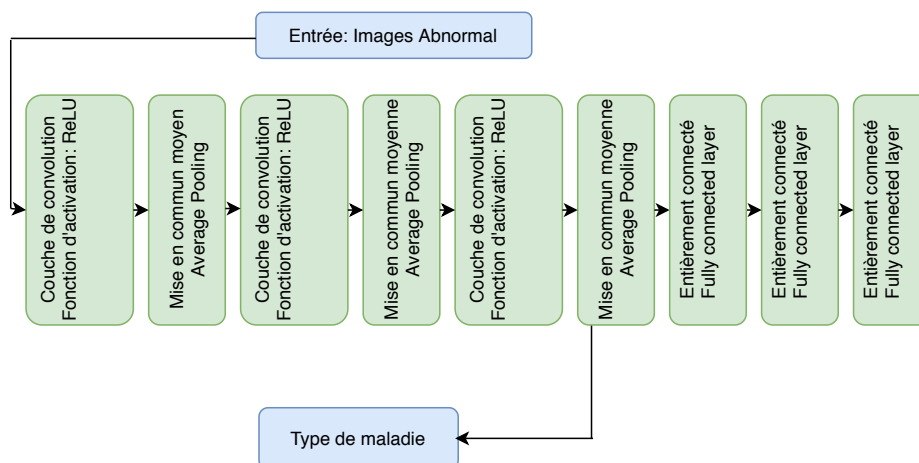 Entrée: Images Abnormal
Couche de convolution
Fonction d'activation: ReLU
Mise en commun moyen
Average Pooling
Couche de convolution
Fonction d'activation: ReLU
Mise en commun moyenne
Average Pooling
Couche de convolution
Fonction d'activation: ReLU
Mise en commun moyenne
Average Pooling
Entièrement connecté
Fully connected layer
Entièrement connecté
Fully connected layer
Entièrement connecté
Fully connected layer
Type de maladie